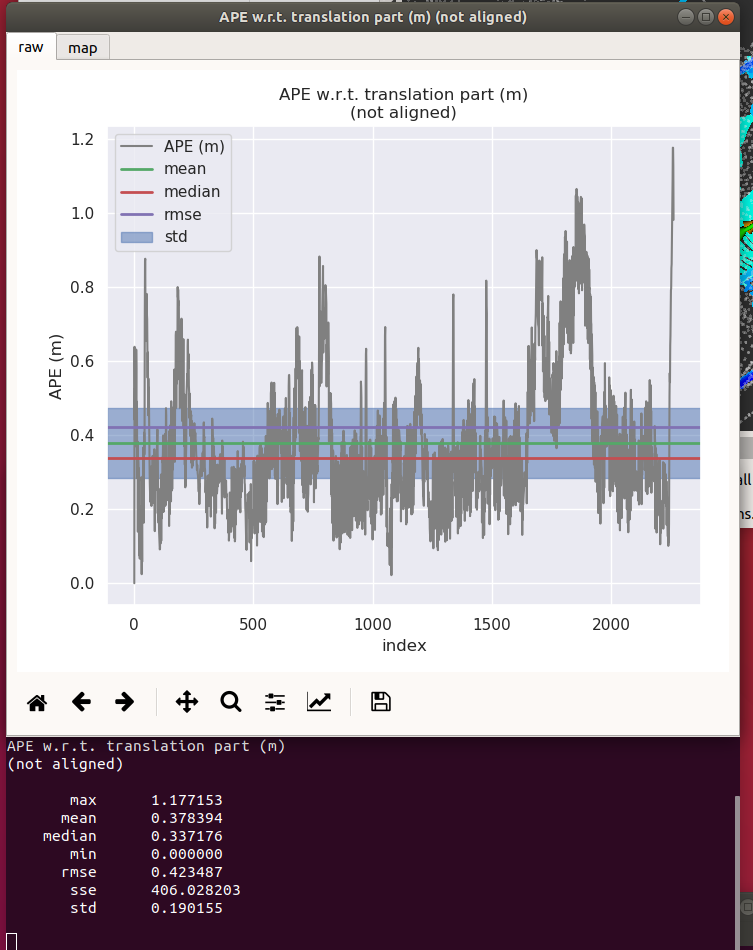 APE w.r.t. translation part (m) (not aligned)
raw map
APE w.r.t. translation part (m)
(not aligned)
APE (m)
mean
median
rmse
std
1.2
1.0
0.8
0.6
0.4
0.2
0.0
APE (m)
0 500 1000 1500 2000
index
all
ns.
APE w.r.t. translation part (m)
(not aligned)
max 1.177153
mean 0.378394
median 0.337176
min 0.000000
rmse 0.423487
sse 406.028203
std 0.190155